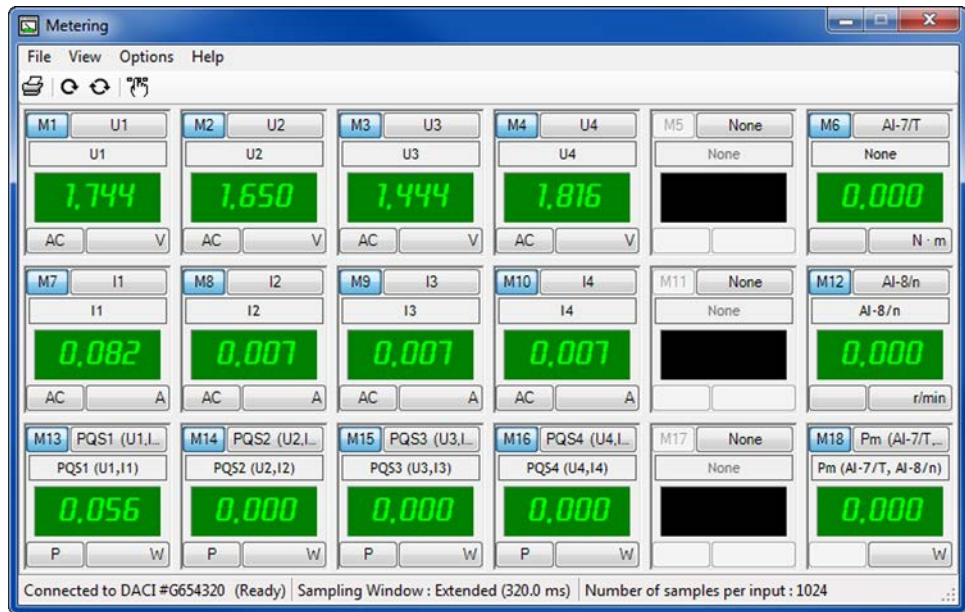 Metering
File View Options Help
M1 U1 M2 U2 M3 U3 M4 U4 M5 None M6 AI-7/T
U1 U2 U3 U4 None None
1,744 1,650 1,444 1,816 0,000
AC V AC V AC V AC V N · m
M7 I1 M8 I2 M9 I3 M10 I4 M11 None M12 AI-8/n
I1 I2 I3 I4 None AI-8/n
0,082 0,007 0,007 0,007 0,000
AC A AC A AC A AC A r/min
M13 PQS1 (U1,I... M14 PQS2 (U2,I... M15 PQS3 (U3,I... M16 PQS4 (U4,I... M17 None M18 Pm (AI-7/T,...
PQS1 (U1,I1) PQS2 (U2,I2) PQS3 (U3,I3) PQS4 (U4,I4) None Pm (AI-7/T, AI-8/n)
0,056 0,000 0,000 0,000 0,000
P W P W P W P W W
Connected to DACI #G654320 (Ready) Sampling Window : Extended (320.0 ms) Number of samples per input : 1024